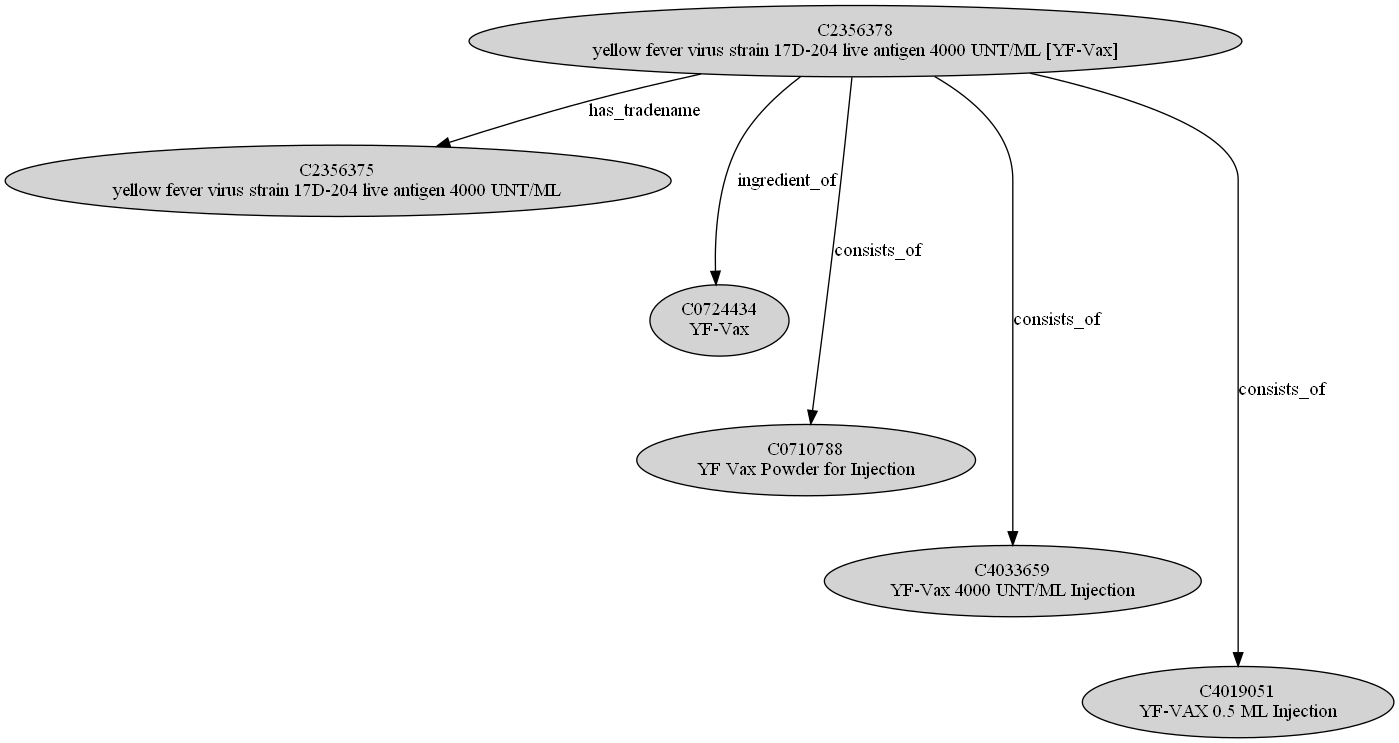 C2356378
yellow fever virus strain 17D-204 live antigen 4000 UNT/ML [YF-Vax]
has_tradename
C2356375
yellow fever virus strain 17D-204 live antigen 4000 UNT/ML
ingredient_of
consists_of
C0724434
YF-Vax
consists_of
consists_of
C0710788
YF Vax Powder for Injection
C4033659
YF-Vax 4000 UNT/ML Injection
C4019051
YF-VAX 0.5 ML Injection